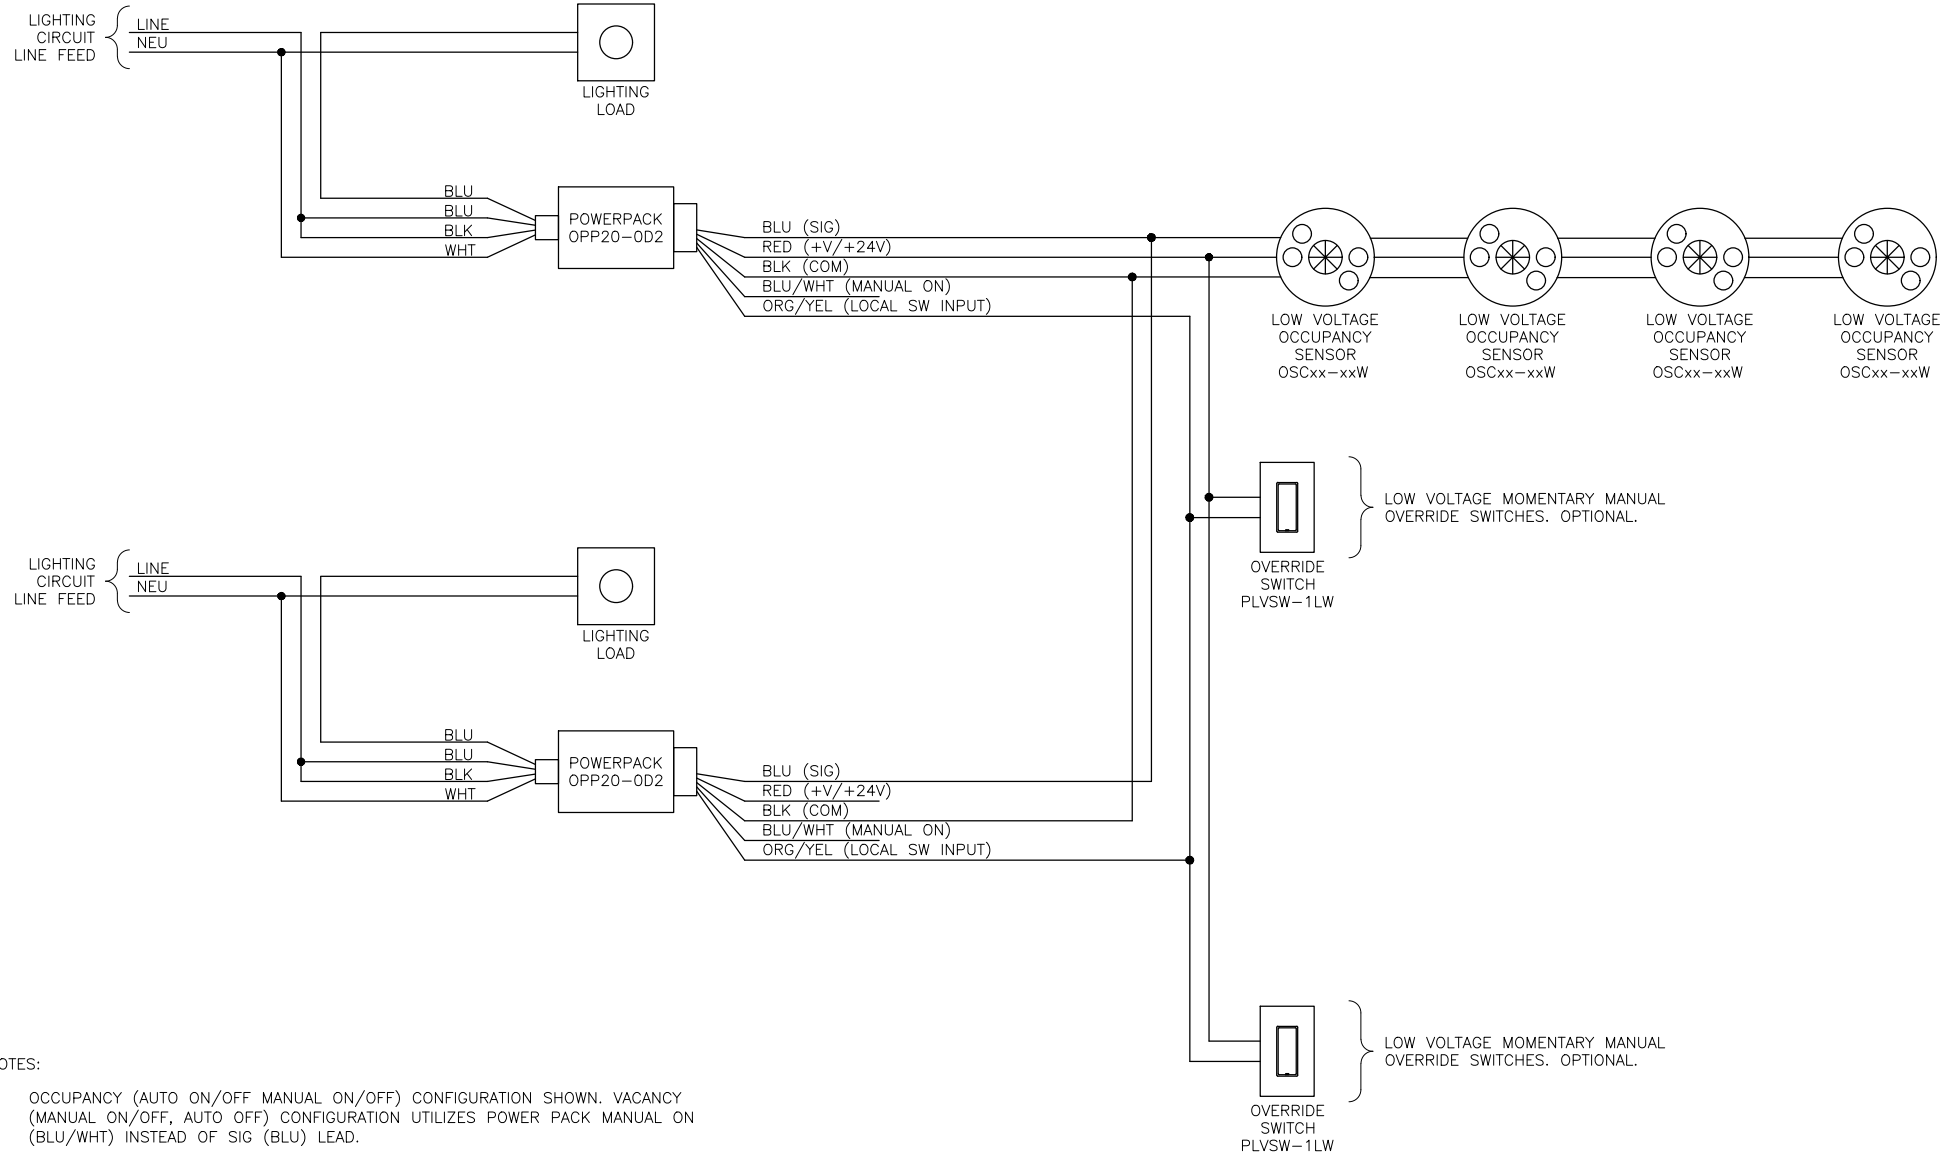 LIGHTING
CIRCUIT
LINE FEED
LINE
NEU
LIGHTING
LOAD
BLU
BLU
BLK
WHT
POWERPACK
OPP20-0D2
BLU (SIG)
RED (+V/+24V)
BLK (COM)
BLU/WHT (MANUAL ON)
ORG/YEL (LOCAL SW INPUT)
LOW VOLTAGE
OCCUPANCY
SENSOR
OSCxx-xxW
LOW VOLTAGE
OCCUPANCY
SENSOR
OSCxx-xxW
LOW VOLTAGE
OCCUPANCY
SENSOR
OSCxx-xxW
LOW VOLTAGE
OCCUPANCY
SENSOR
OSCxx-xxW
LOW VOLTAGE MOMENTARY MANUAL
OVERRIDE SWITCHES. OPTIONAL.
OVERRIDE
SWITCH
PLVSW-1LW
LIGHTING
CIRCUIT
LINE FEED
LINE
NEU
LIGHTING
LOAD
BLU
BLU
BLK
WHT
POWERPACK
OPP20-0D2
BLU (SIG)
RED (+V/+24V)
BLK (COM)
BLU/WHT (MANUAL ON)
ORG/YEL (LOCAL SW INPUT)
LOW VOLTAGE MOMENTARY MANUAL
OVERRIDE SWITCHES. OPTIONAL.
OVERRIDE
SWITCH
PLVSW-1LW
OTES:
OCCUPANCY (AUTO ON/OFF MANUAL ON/OFF) CONFIGURATION SHOWN. VACANCY
(MANUAL ON/OFF, AUTO OFF) CONFIGURATION UTILIZES POWER PACK MANUAL ON
(BLU/WHT) INSTEAD OF SIG (BLU) LEAD.